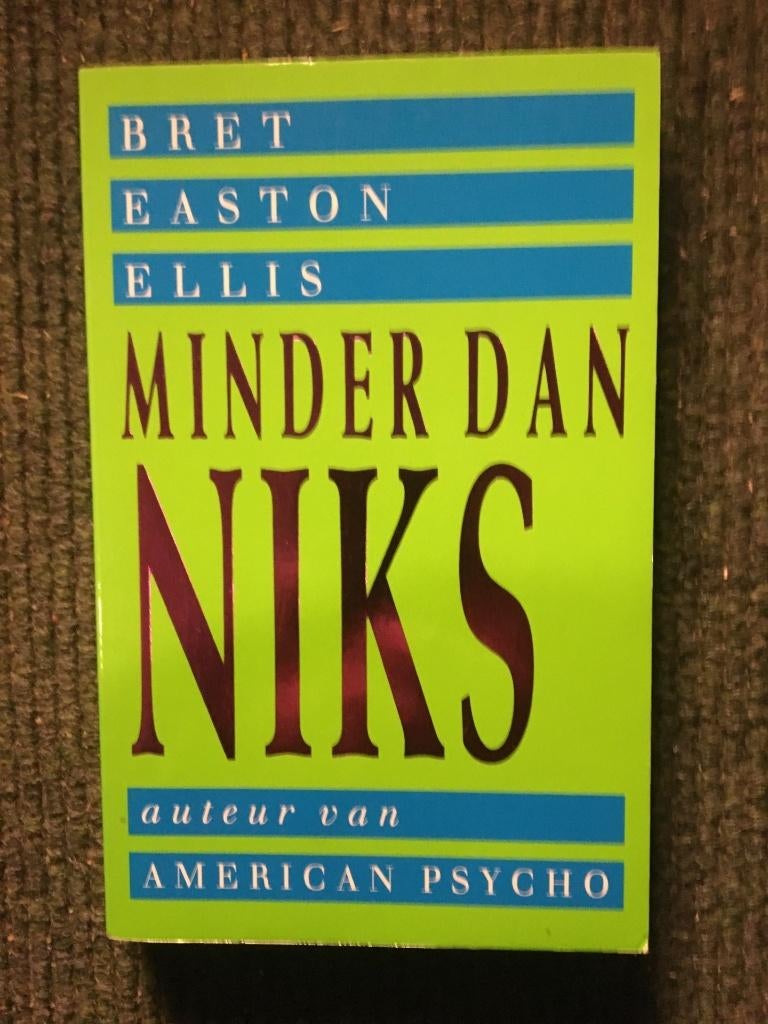 BRET
EASTON
ELLIS
MINDER DAN
NIKS
auteur van
AMERICAN PSYCHO